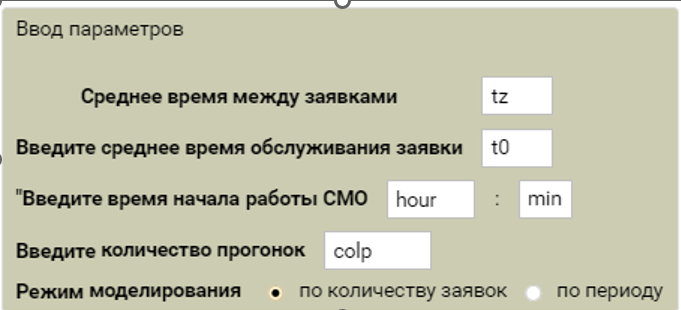 Ввод параметров
Среднее время между заявками tz
Введите среднее время обслуживания заявки t0
"Введите время начала работы СМО hour : min
Введите количество прогонок colp
Режим моделирования по количеству заявок по периоду